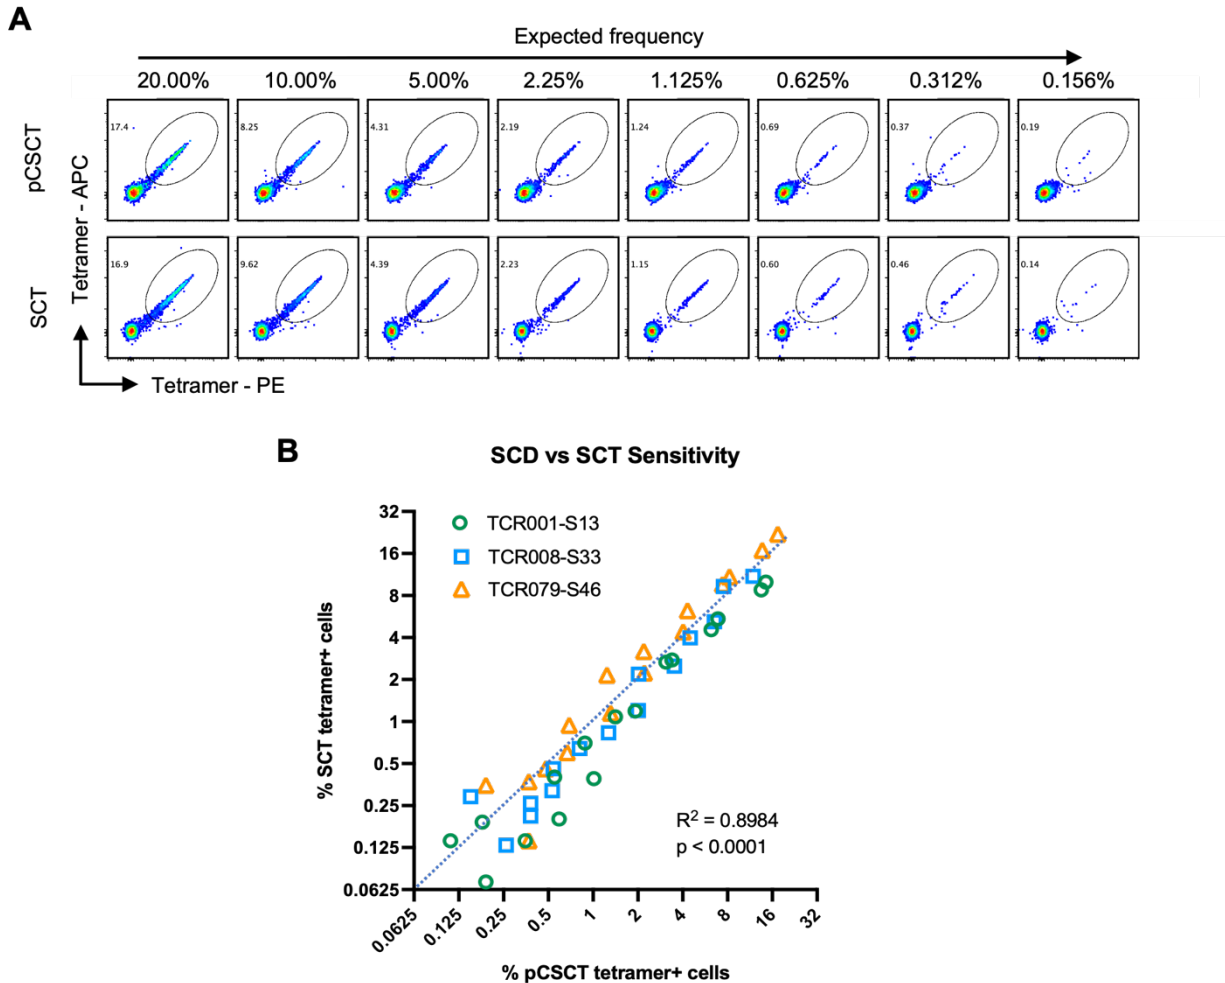 A
Expected frequency
20.00% 10.00% 5.00% 2.25% 1.125% 0.625% 0.312% 0.156%
pCSCT
17.4 8.25 4.31 2.19 1.24 0.69 0.37 0.19
SCT
16.9 9.62 4.39 2.23 1.15 0.60 0.46 0.14
Tetramer - APC
Tetramer - PE
B
SCD vs SCT Sensitivity
TCR001-S13
TCR008-S33
TCR079-S46
% SCT tetramer+ cells
32
16
8
4
2
1
0.5
0.25
0.125
0.0625
R² = 0.8984
p < 0.0001
0.0625 0.125 0.25 0.5 1 2 4 8 16 32
% pCSCT tetramer+ cells